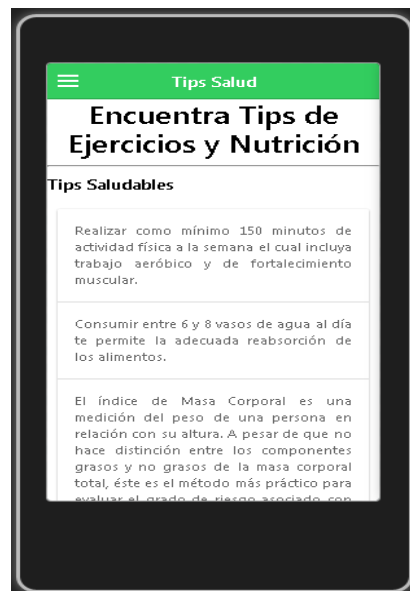 Tips Salud
Encuentra Tips de
Ejercicios y Nutrición
Tips Saludables
Realizar como mínimo 150 minutos de
actividad física a la semana el cual incluya
trabajo aeróbico y de fortalecimiento
muscular.
Consumir entre 6 y 8 vasos de agua al día
te permite la adecuada reabsorción de
los alimentos.
El índice de Masa Corporal es una
medición del peso de una persona en
relación con su altura. A pesar de que no
hace distinción entre los componentes
grasos y no grasos de la masa corporal
total, éste es el método más práctico para
evaluar el grado de riesgo asociado con